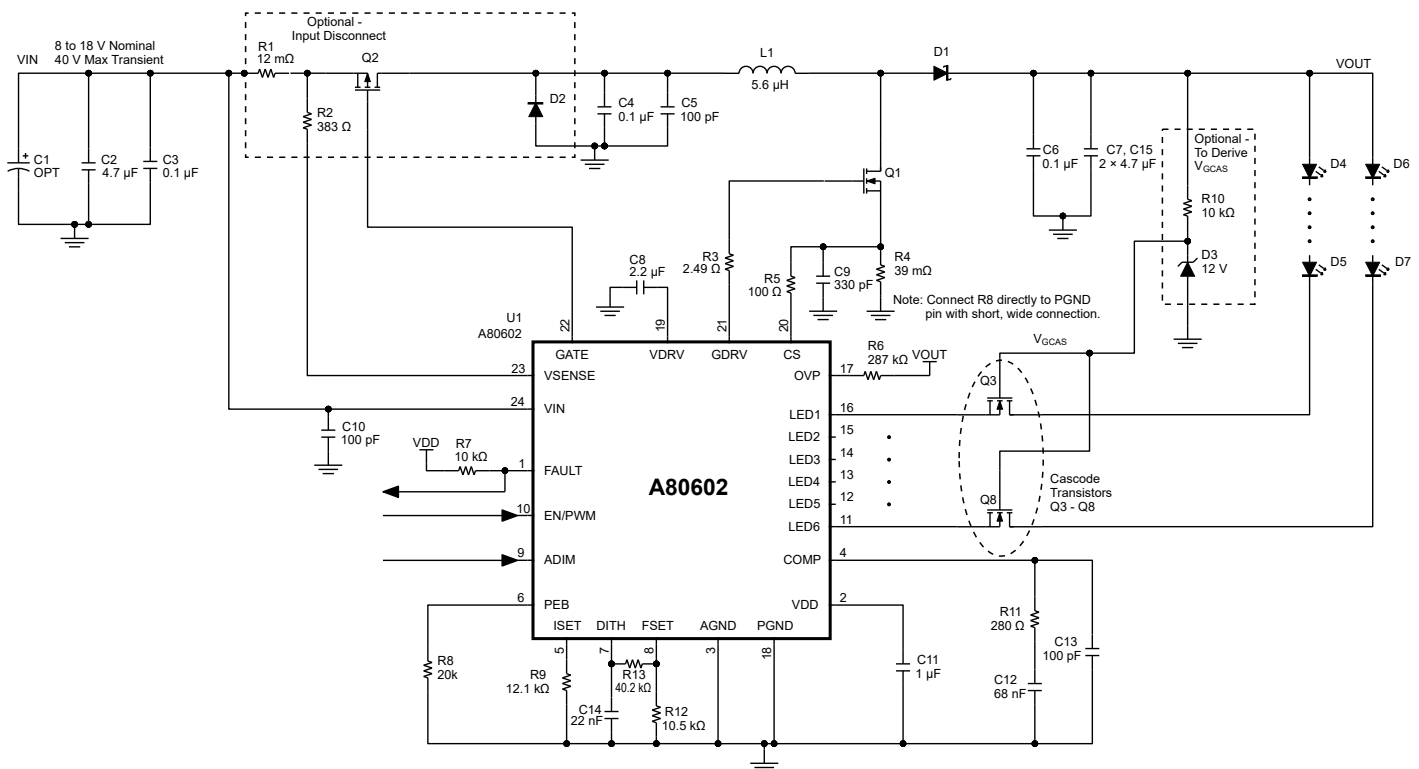 Optional -
Input Disconnect
8 to 18 V Nominal
40 V Max Transient
VIN
R1
12 mΩ
Q2
L1
5.6 µH
D1
VOUT
R2
383 Ω
D2
C4
0.1 µF
C5
100 pF
+
C1
OPT
C2
4.7 µF
C3
0.1 µF
Q1
C6
0.1 µF
C7, C15
2 × 4.7 µF
Optional -
To Derive
VGCAS
R10
10 kΩ
D3
12 V
D4
D6
D5
D7
R3
2.49 Ω
C8
2.2 µF
R5
100 Ω
C9
330 pF
R4
39 mΩ
Note: Connect R8 directly to PGND
pin with short, wide connection.
U1
A80602
22
19
21
20
GATE
VDRV
GDRV
CS
VGCAS
R6
287 kΩ
VOUT
23
VSENSE
OVP
17
24
VIN
C10
100 pF
LED1
16
Q3
LED2
15
LED3
14
LED4
13
LED5
12
LED6
11
Q8
Cascode
Transistors
Q3 - Q8
VDD
R7
10 kΩ
1
FAULT
A80602
10
EN/PWM
9
ADIM
COMP
4
6
PEB
VDD
2
ISET
DITH
FSET
AGND
PGND
5
7
8
3
18
R8
20k
R9
12.1 kΩ
R13
40.2 kΩ
C14
22 nF
R12
10.5 kΩ
C11
1 µF
R11
280 Ω
C12
68 nF
C13
100 pF